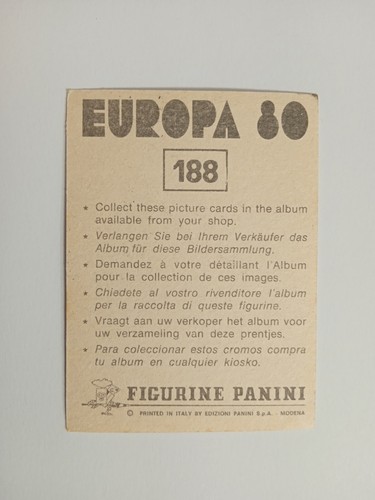 EUROPA 80
188
* Collect these picture cards in the album
available from your shop.
* Verlangen Sie bei Ihrem Verkäufer das
Album für diese Bildersammlung.
* Demandez à votre détaillant l'Album
pour la collection de ces images.
* Chiedete al vostro rivenditore l'album
per la raccolta di queste figurine.
* Vraagt aan uw verkoper het album voor
uw verzameling van deze prentjes.
* Para coleccionar estos cromos compra
tu album en cualquier kiosko.
FIGURINE PANINI
© PRINTED IN ITALY BY EDIZIONI PANINI S.p.A. - MODENA